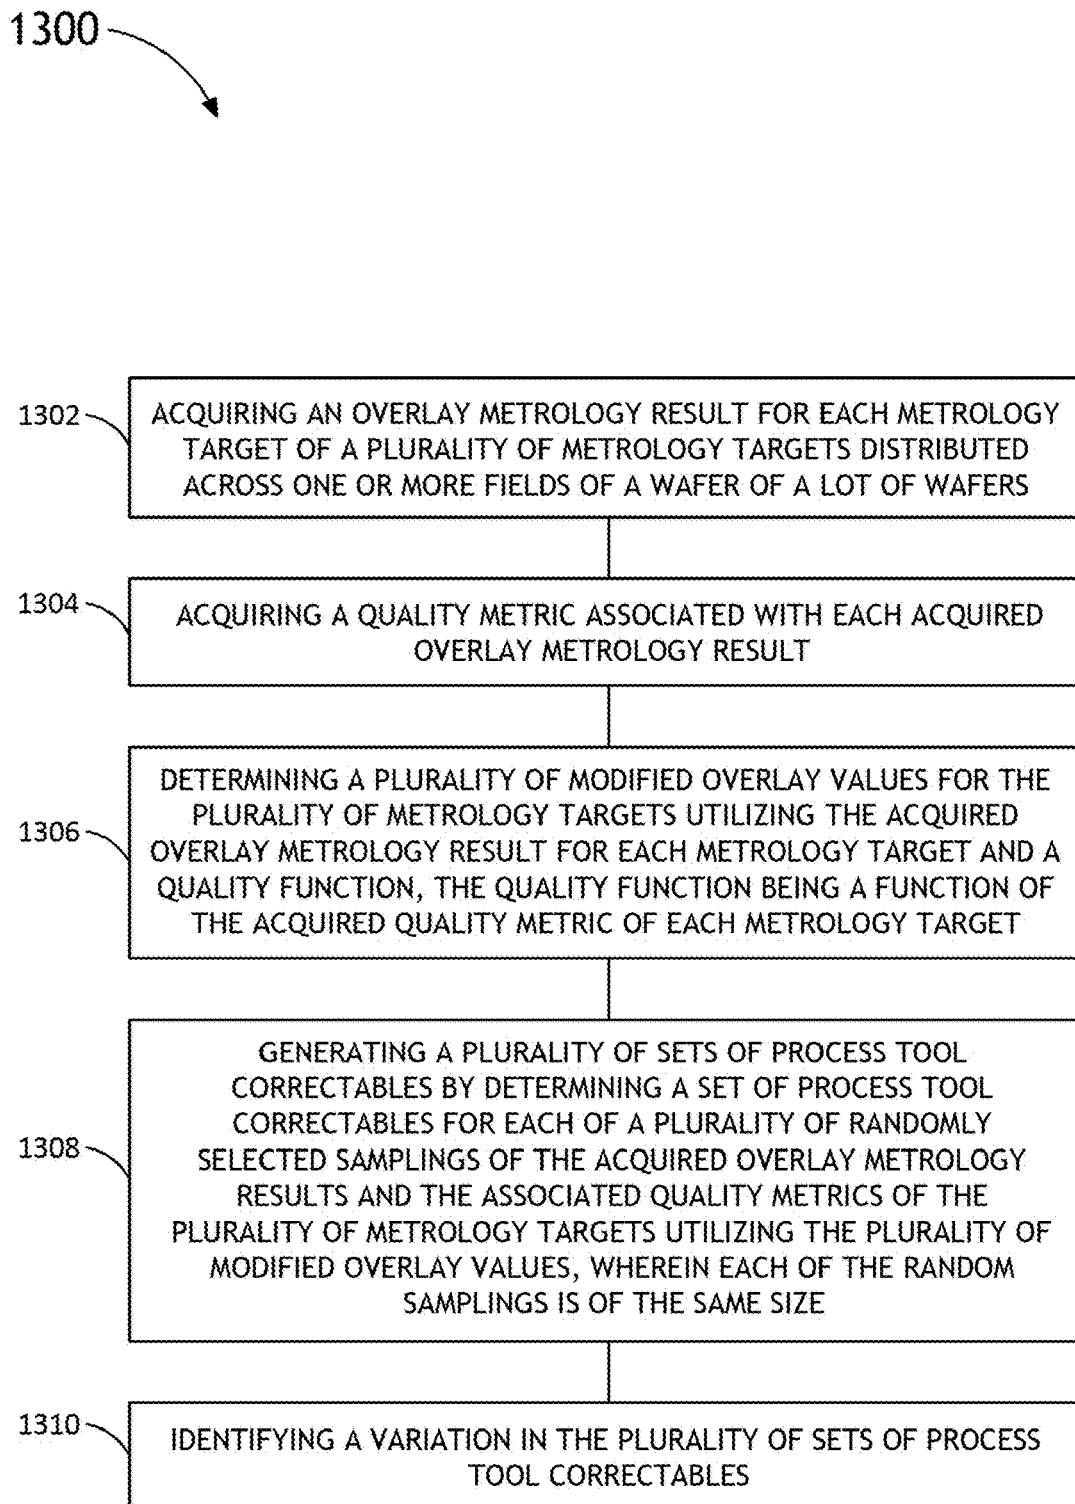 1300
1302
ACQUIRING AN OVERLAY METROLOGY RESULT FOR EACH METROLOGY
TARGET OF A PLURALITY OF METROLOGY TARGETS DISTRIBUTED
ACROSS ONE OR MORE FIELDS OF A WAFER OF A LOT OF WAFERS
1304
ACQUIRING A QUALITY METRIC ASSOCIATED WITH EACH ACQUIRED
OVERLAY METROLOGY RESULT
1306
DETERMINING A PLURALITY OF MODIFIED OVERLAY VALUES FOR THE
PLURALITY OF METROLOGY TARGETS UTILIZING THE ACQUIRED
OVERLAY METROLOGY RESULT FOR EACH METROLOGY TARGET AND A
QUALITY FUNCTION, THE QUALITY FUNCTION BEING A FUNCTION OF
THE ACQUIRED QUALITY METRIC OF EACH METROLOGY TARGET
1308
GENERATING A PLURALITY OF SETS OF PROCESS TOOL
CORRECTABLES BY DETERMINING A SET OF PROCESS TOOL
CORRECTABLES FOR EACH OF A PLURALITY OF RANDOMLY
SELECTED SAMPLINGS OF THE ACQUIRED OVERLAY METROLOGY
RESULTS AND THE ASSOCIATED QUALITY METRICS OF THE
PLURALITY OF METROLOGY TARGETS UTILIZING THE PLURALITY OF
MODIFIED OVERLAY VALUES, WHEREIN EACH OF THE RANDOM
SAMPLINGS IS OF THE SAME SIZE
1310
IDENTIFYING A VARIATION IN THE PLURALITY OF SETS OF PROCESS
TOOL CORRECTABLES